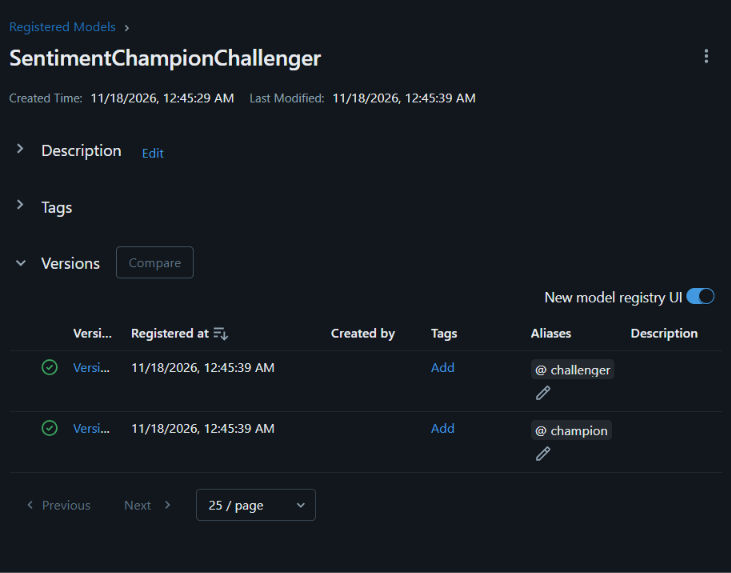 Registered Models ›
SentimentChampionChallenger
Created Time: 11/18/2026, 12:45:29 AM Last Modified: 11/18/2026, 12:45:39 AM
Description Edit
Tags
Versions Compare
New model registry UI
Versi... Registered at Created by Tags Aliases Description
Versi... 11/18/2026, 12:45:39 AM Add @ challenger
Versi... 11/18/2026, 12:45:39 AM Add @ champion
Previous Next 25 / page